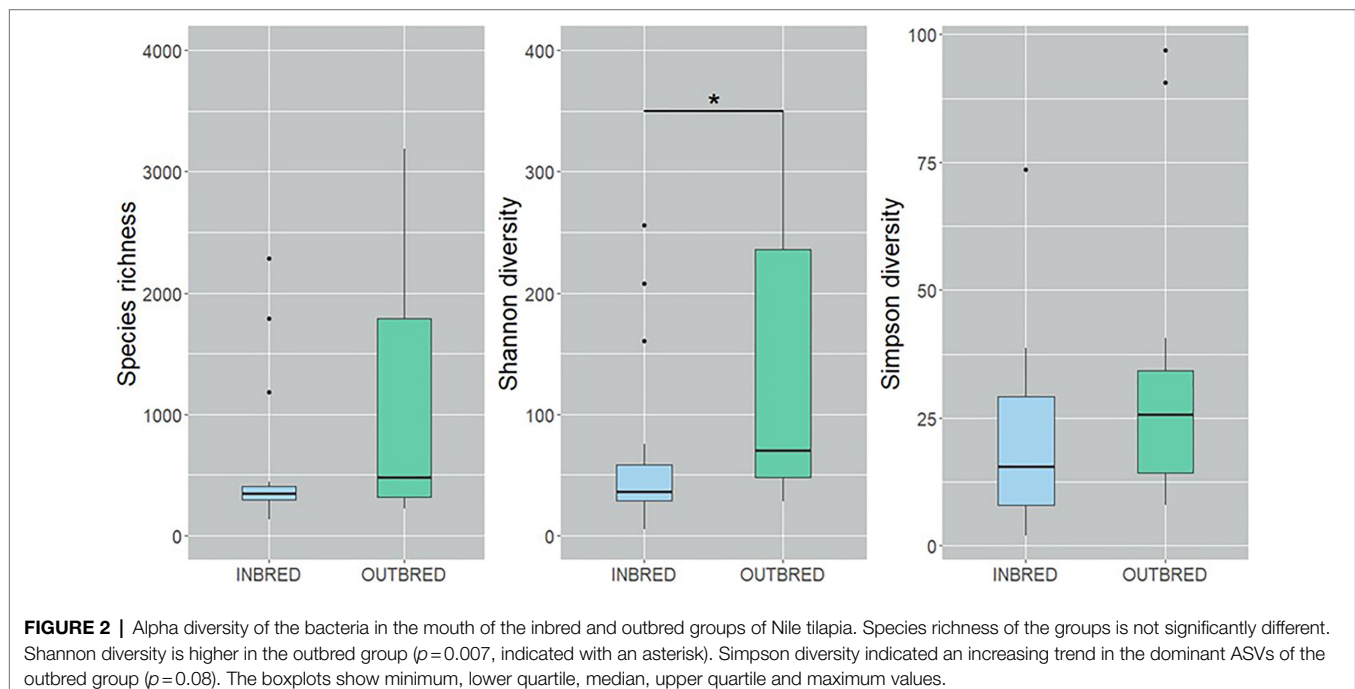 Species richness
4000
3000
2000
1000
0
INBRED OUTBRED
Shannon diversity
400
300
200
100
0
*
INBRED OUTBRED
Simpson diversity
100
75
50
25
0
INBRED OUTBRED
FIGURE 2 | Alpha diversity of the bacteria in the mouth of the inbred and outbred groups of Nile tilapia. Species richness of the groups is not significantly different.
Shannon diversity is higher in the outbred group (p=0.007, indicated with an asterisk). Simpson diversity indicated an increasing trend in the dominant ASVs of the
outbred group (p=0.08). The boxplots show minimum, lower quartile, median, upper quartile and maximum values.